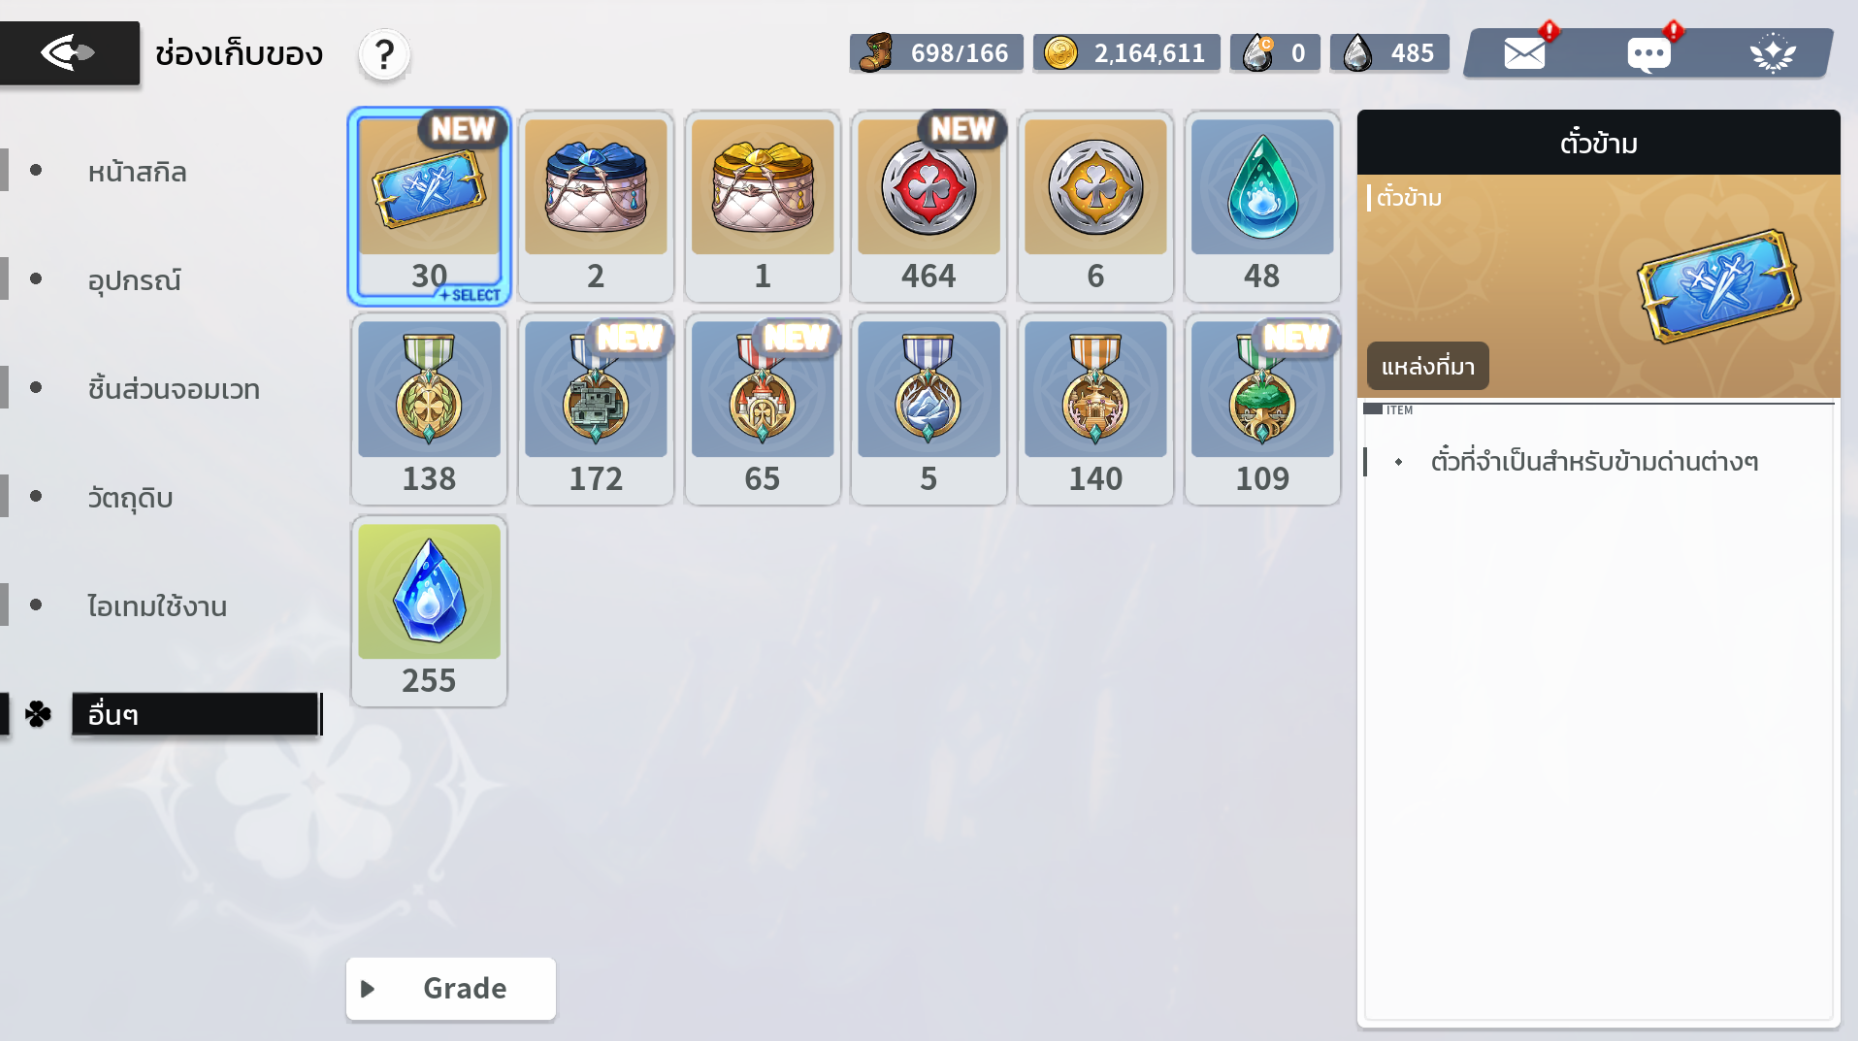 ช่องเก็บของ
?
698/166
2,164,611
0
485
หน้าสกิล
อุปกรณ์
ชิ้นส่วนจอมเวท
วัตถุดิบ
ไอเทมใช้งาน
อื่นๆ
NEW
NEW
30
SELECT
2
1
464
6
48
NEW
NEW
NEW
138
172
65
5
140
109
255
Grade
ตั๋วข้าม
ตั๋วข้าม
แหล่งที่มา
ITEM
ตั๋วที่จำเป็นสำหรับข้ามด่านต่างๆ